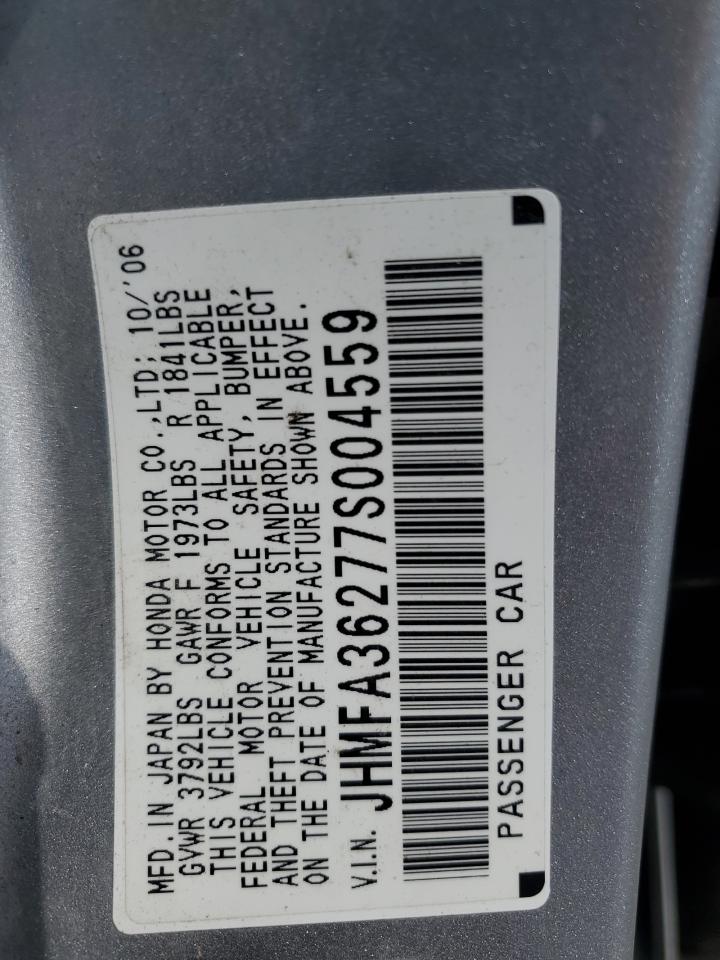 MFD. IN JAPAN BY HONDA MOTOR CO.,LTD; 10/'06
GVWR 3792LBS GAWR F 1973LBS R 1841LBS
THIS VEHICLE CONFORMS TO ALL APPLICABLE
FEDERAL MOTOR VEHICLE SAFETY, BUMPER,
AND THEFT PREVENTION STANDARDS IN EFFECT
ON THE DATE OF MANUFACTURE SHOWN ABOVE.
V.I.N. JHMFA36277S004559
PASSENGER CAR